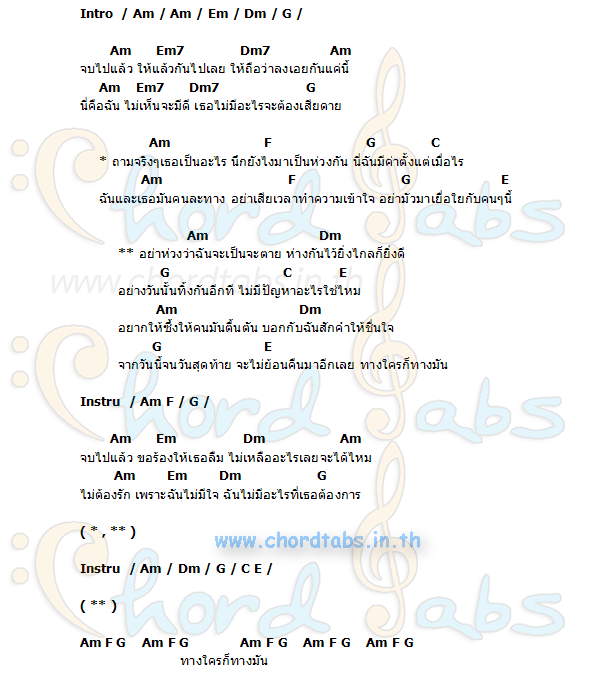 Intro / Am / Am / Em / Dm / G /
Am Em7 Dm7 Am
จบไปแล้ว ให้แล้วกันไปเลย ให้ถือว่าลงเอยกันแค่นี้
Am Em7 Dm7 G
นี่คือฉัน ไม่เห็นจะมีดี เธอไม่มีอะไรจะต้องเสียดาย
Am F G C
* ถามจริงๆเธอเป็นอะไร นึกยังไงมาเป็นห่วงกัน นี่ฉันมีค่าตั้งแต่เมื่อไร
Am F G E
ฉันและเธอมันคนละทาง อย่าเสียเวลาทำความเข้าใจ อย่ามัวมาเยื่อใยกับคนๆนี้
Am Dm
** อย่าห่วงว่าฉันจะเป็นจะตาย ห่างกันไว้ยิ่งไกลก็ยิ่งดี
www.chordtabs.in.th
G C E
อย่างวันนั้นทิ้งกันอีกที ไม่มีปัญหาอะไรใช่ไหม
Am Dm
อยากให้ซึ้งให้คนมันตื้นตัน บอกกับฉันสักคำให้ชื่นใจ
G E
จากวันนี้จนวันสุดท้าย จะไม่ย้อนคืนมาอีกเลย ทางใครก็ทางมัน
Instru / Am F / G /
Am Em Dm Am
จบไปแล้ว ขอร้องให้เธอลืม ไม่เหลืออะไรเลยจะได้ไหม
Am Em Dm G
ไม่ต้องรัก เพราะฉันไม่มีใจ ฉันไม่มีอะไรที่เธอต้องการ
( * , ** )
www.chordtabs.in.th
Instru / Am / Dm / G / C E /
( ** )
Am F G Am F G Am F G Am F G Am F G
ทางใครก็ทางมัน